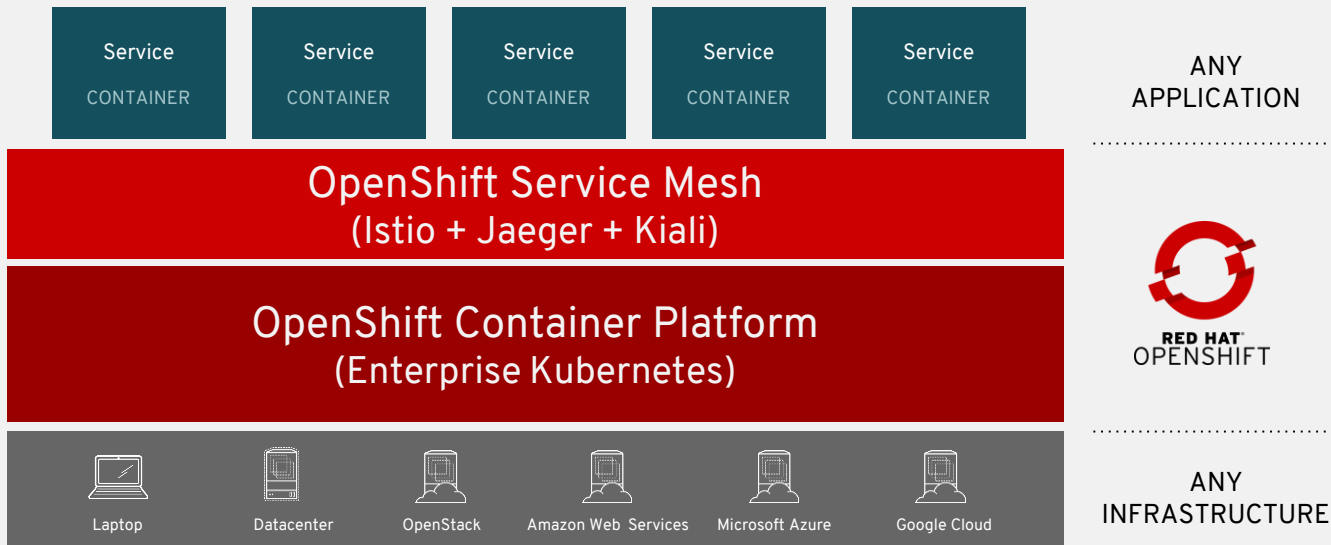 Service Service Service Service Service
CONTAINER CONTAINER CONTAINER CONTAINER CONTAINER
ANY
APPLICATION
OpenShift Service Mesh
(Istio + Jaeger + Kiali)
OpenShift Container Platform
(Enterprise Kubernetes)
RED HAT®
OPENSHIFT
Laptop Datacenter OpenStack Amazon Web Services Microsoft Azure Google Cloud
ANY
INFRASTRUCTURE